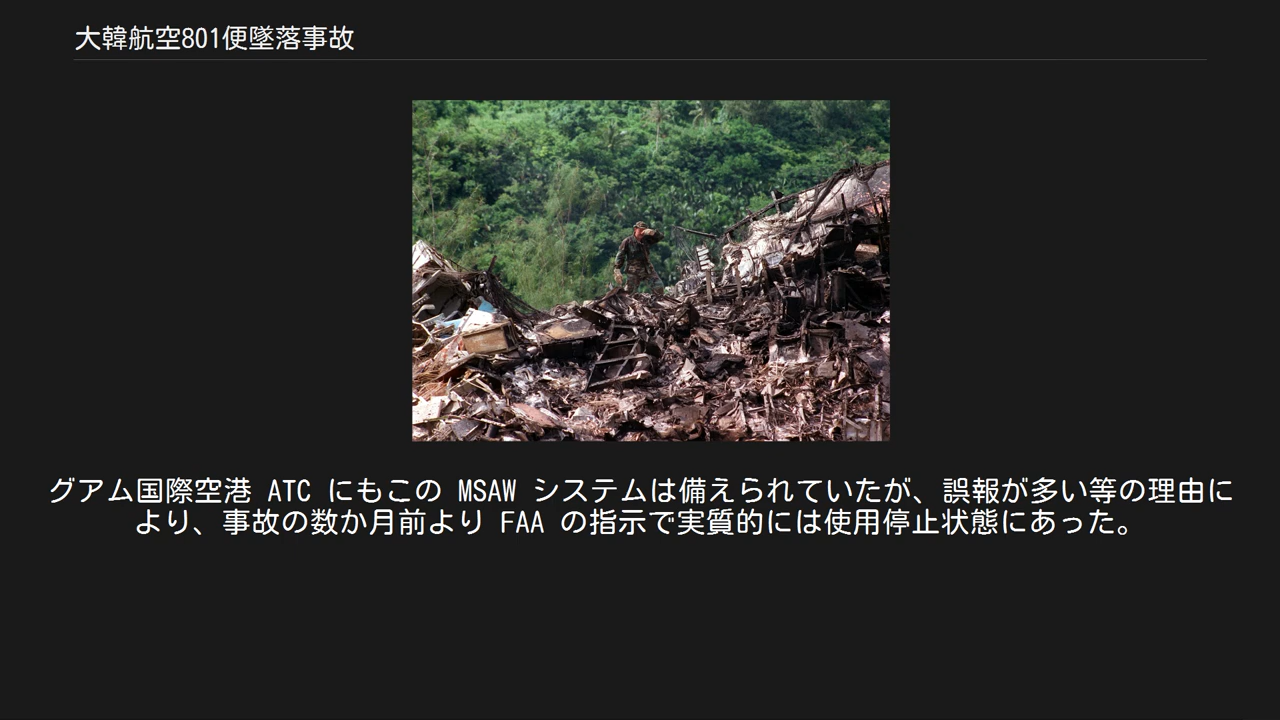 大韓航空801便墜落事故
グアム国際空港 ATC にもこの MSAW システムは備えられていたが、誤報が多い等の理由に
より、事故の数か月前より FAA の指示で実質的には使用停止状態にあった。